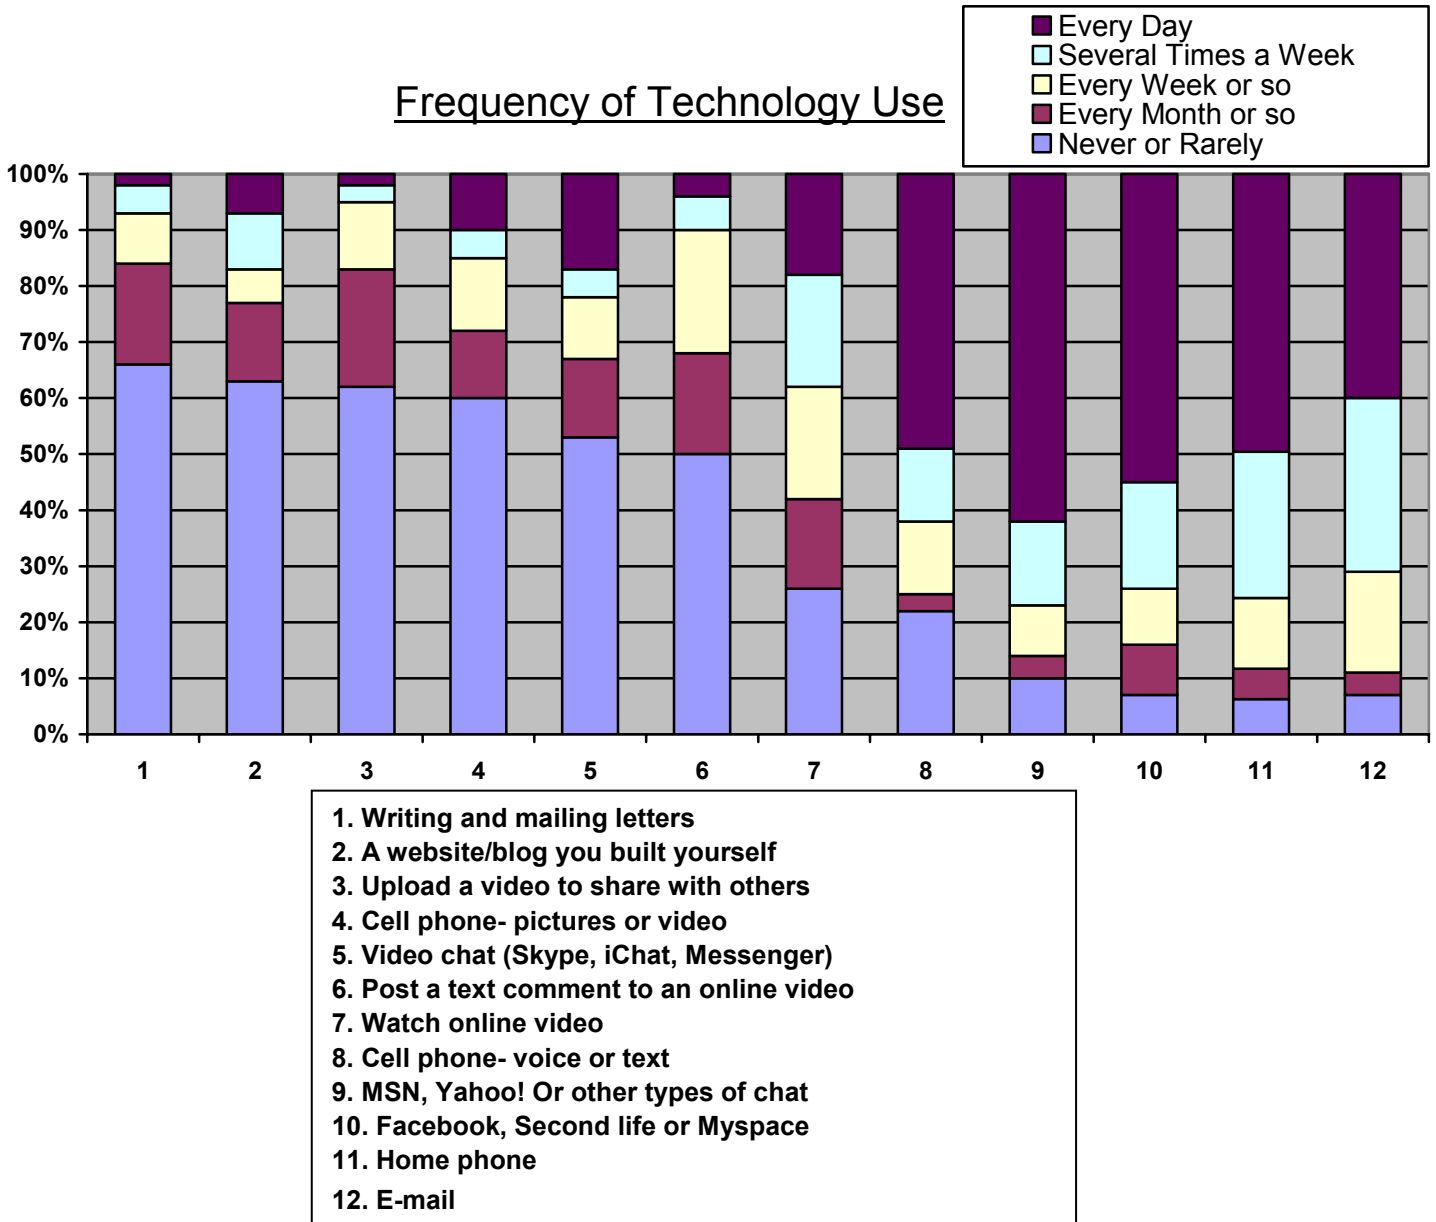 Every Day
Several Times a Week
Every Week or so
Every Month or so
Never or Rarely
Frequency of Technology Use
100%
90%
80%
70%
60%
50%
40%
30%
20%
10%
0%
1 2 3 4 5 6 7 8 9 10 11 12
1. Writing and mailing letters
2. A website/blog you built yourself
3. Upload a video to share with others
4. Cell phone- pictures or video
5. Video chat (Skype, iChat, Messenger)
6. Post a text comment to an online video
7. Watch online video
8. Cell phone- voice or text
9. MSN, Yahoo! Or other types of chat
10. Facebook, Second life or Myspace
11. Home phone
12. E-mail